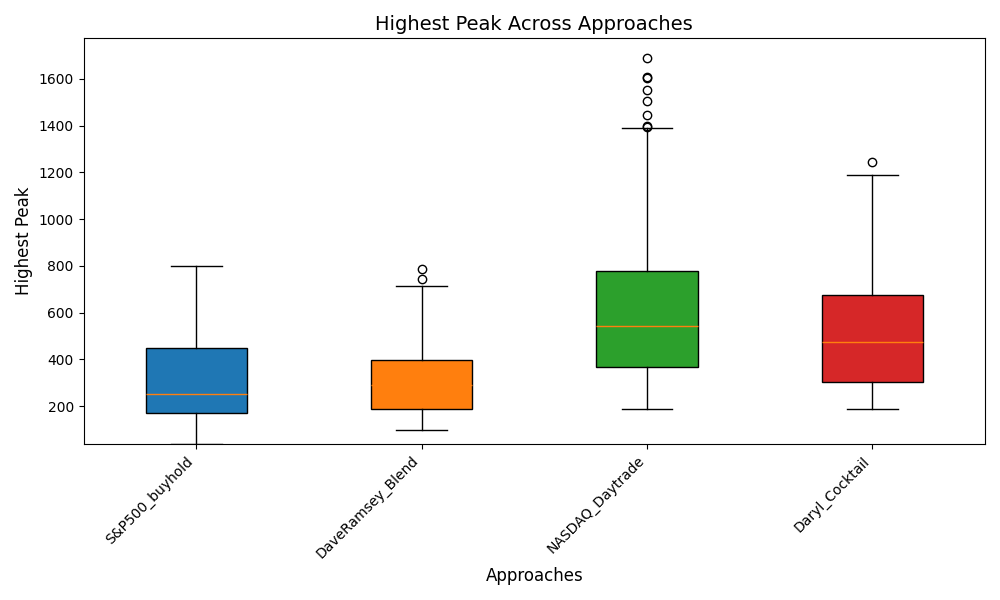 Highest Peak Across Approaches
Highest Peak
1600
1400
1200
1000
800
600
400
200
S&P500_buyhold
DaveRamsey_Blend
NASDAQ_Daytrade
Daryl_Cocktail
Approaches